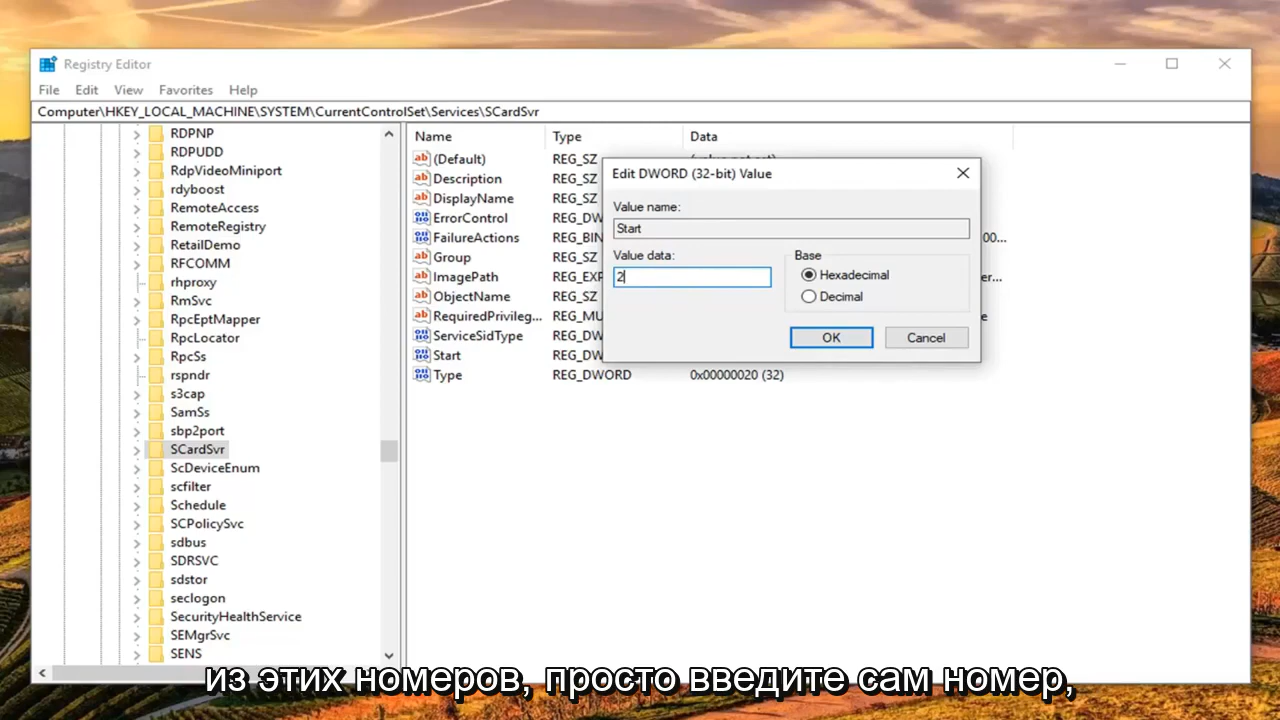 Registry Editor
File Edit View Favorites Help
Computer\HKEY_LOCAL_MACHINE\SYSTEM\CurrentControlSet\Services\SCardSvr
RDPNP
RDPUDD
RdpVideoMiniport
rdyboost
RemoteAccess
RemoteRegistry
RetailDemo
RFCOMM
rhproxy
RmSvc
RpcEptMapper
RpcLocator
RpcSs
rspndr
s3cap
SamSs
sbp2port
SCardSvr
ScDeviceEnum
scfilter
Schedule
SCPolicySvc
sdbus
SDRSVC
sdstor
seclogon
SecurityHealthService
SEMgrSvc
SENS
Name Type Data
(Default) REG_SZ
Description REG_SZ
DisplayName REG_SZ
ErrorControl REG_DW
FailureActions REG_BIN 00...
Group REG_SZ
ImagePath REG_EXP er...
ObjectName REG_SZ
RequiredPrivileg... REG_MU e
ServiceSidType REG_DW
Start REG_DW
Type REG_DWORD 0x00000020 (32)
Edit DWORD (32-bit) Value
Value name:
Start
Value data:
2
Base
Hexadecimal
Decimal
OK Cancel
из этих номеров, просто введите сам номер,